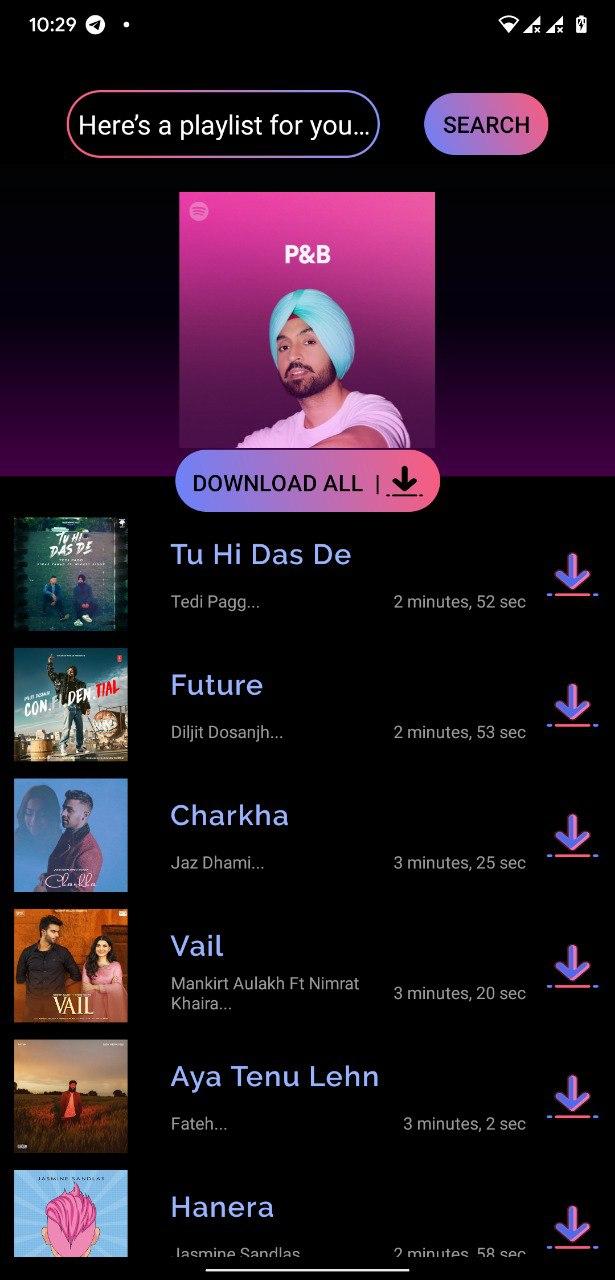 10:29
Here’s a playlist for you...
SEARCH
P&B
DOWNLOAD ALL |
TU HI
DAS DE
Tu Hi Das De
Tedi Pagg...
2 minutes, 52 sec
CON.FI.DEN.TIAL
Future
Diljit Dosanjh...
2 minutes, 53 sec
Charkha
Charkha
Jaz Dhami...
3 minutes, 25 sec
VAIL
Vail
Mankirt Aulakh Ft Nimrat
Khaira...
3 minutes, 20 sec
Aya Tenu Lehn
Fateh...
3 minutes, 2 sec
JASMINE SANDLAS
Hanera
Jasmine Sandlas
2 minutes, 58 sec